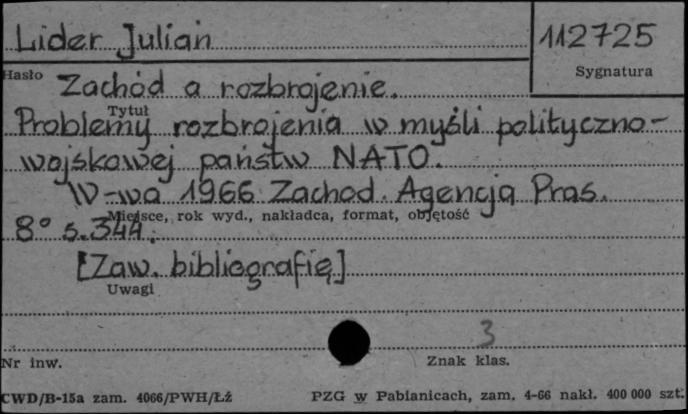 Lider Julian 112725
Hasło Sygnatura
Zachód a rozbrojenie.
Tytuł
Problemy rozbrojenia w myśli polityczno-
wojskowej państw NATO.
W-wa 1966 Zachod. Agencja Pras.
Miejsce, rok wyd., nakładca, format, objętość
8° s. 344.
[Zaw. bibliografię]
Uwagi
3
Nr inw. Znak klas.
CWD/B-15a zam. 4066/PWH/Łż PZG w Pabianicach, zam. 4-66 nakł. 400 000 szt.